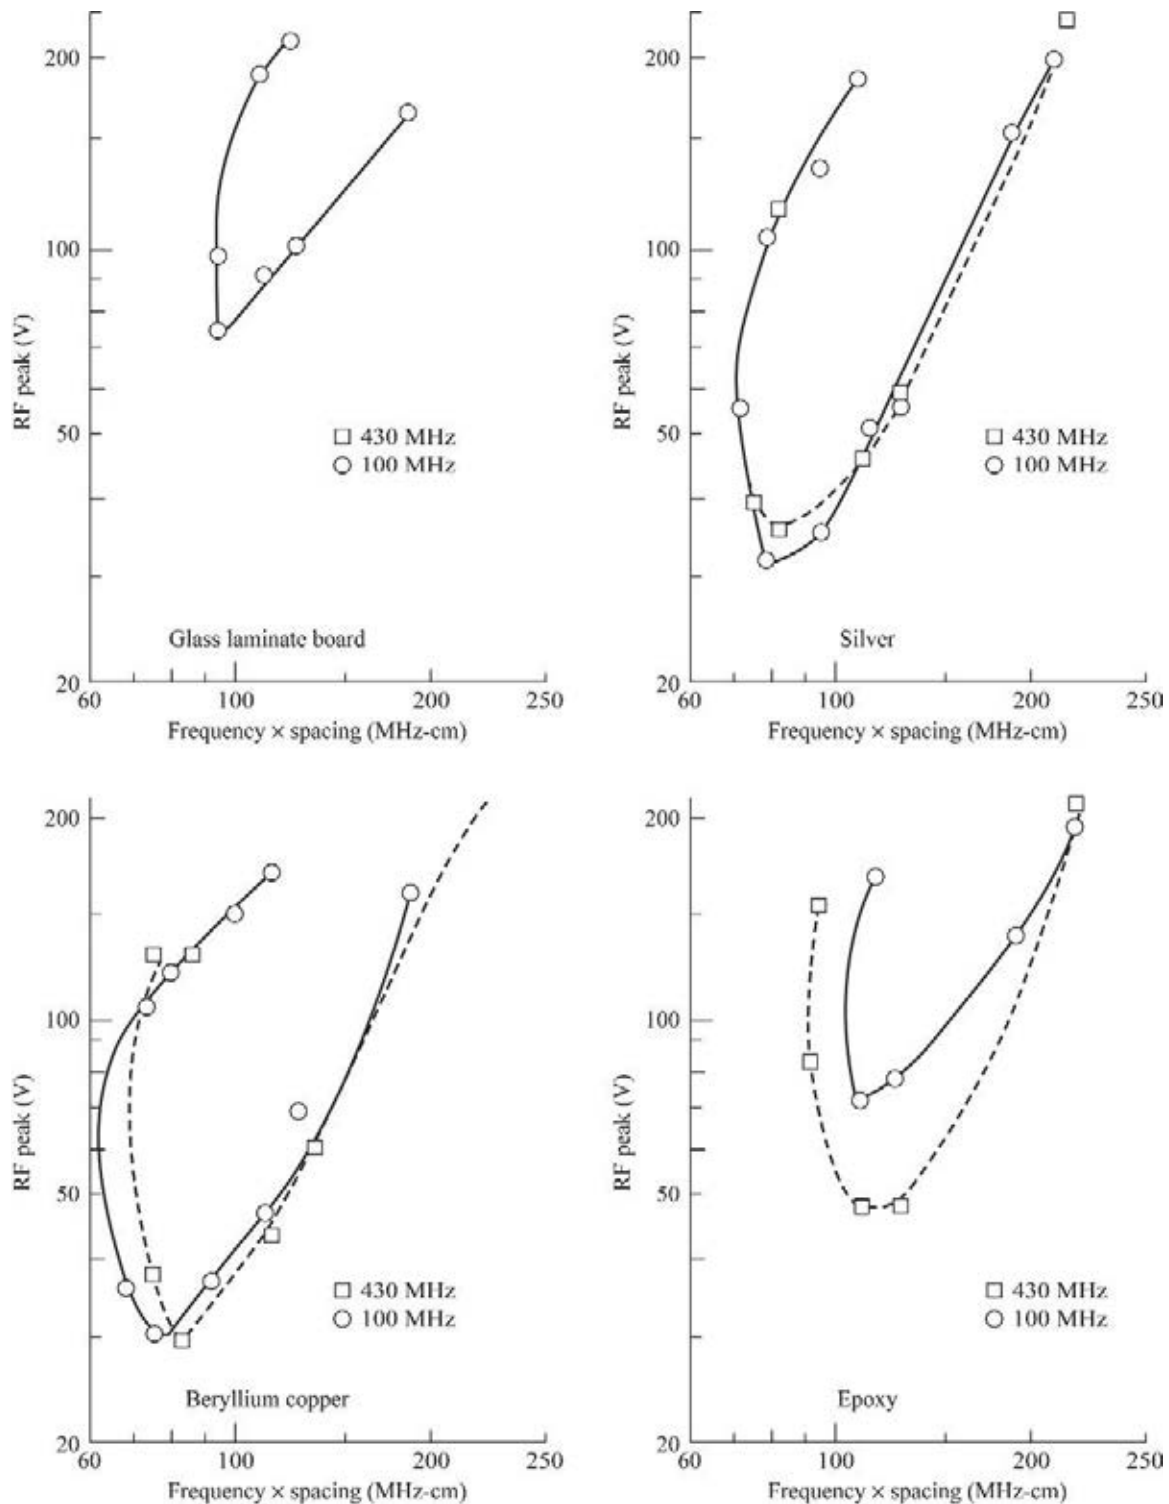 200
100
50
20
RF peak (V)
430 MHz
100 MHz
Glass laminate board
60
100
200
250
Frequency × spacing (MHz-cm)
200
100
50
20
RF peak (V)
430 MHz
100 MHz
Silver
60
100
200
250
Frequency × spacing (MHz-cm)
200
100
50
20
RF peak (V)
430 MHz
100 MHz
Beryllium copper
60
100
200
250
Frequency × spacing (MHz-cm)
200
100
50
20
RF peak (V)
430 MHz
100 MHz
Epoxy
60
100
200
250
Frequency × spacing (MHz-cm)